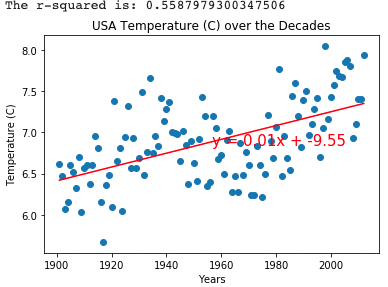 The r-squared is: 0.5587979300347506
USA Temperature (C) over the Decades
8.0
7.5
7.0
6.5
6.0
Temperature (C)
y = 0.01x + -9.55
1900
1920
1940
1960
1980
2000
Years